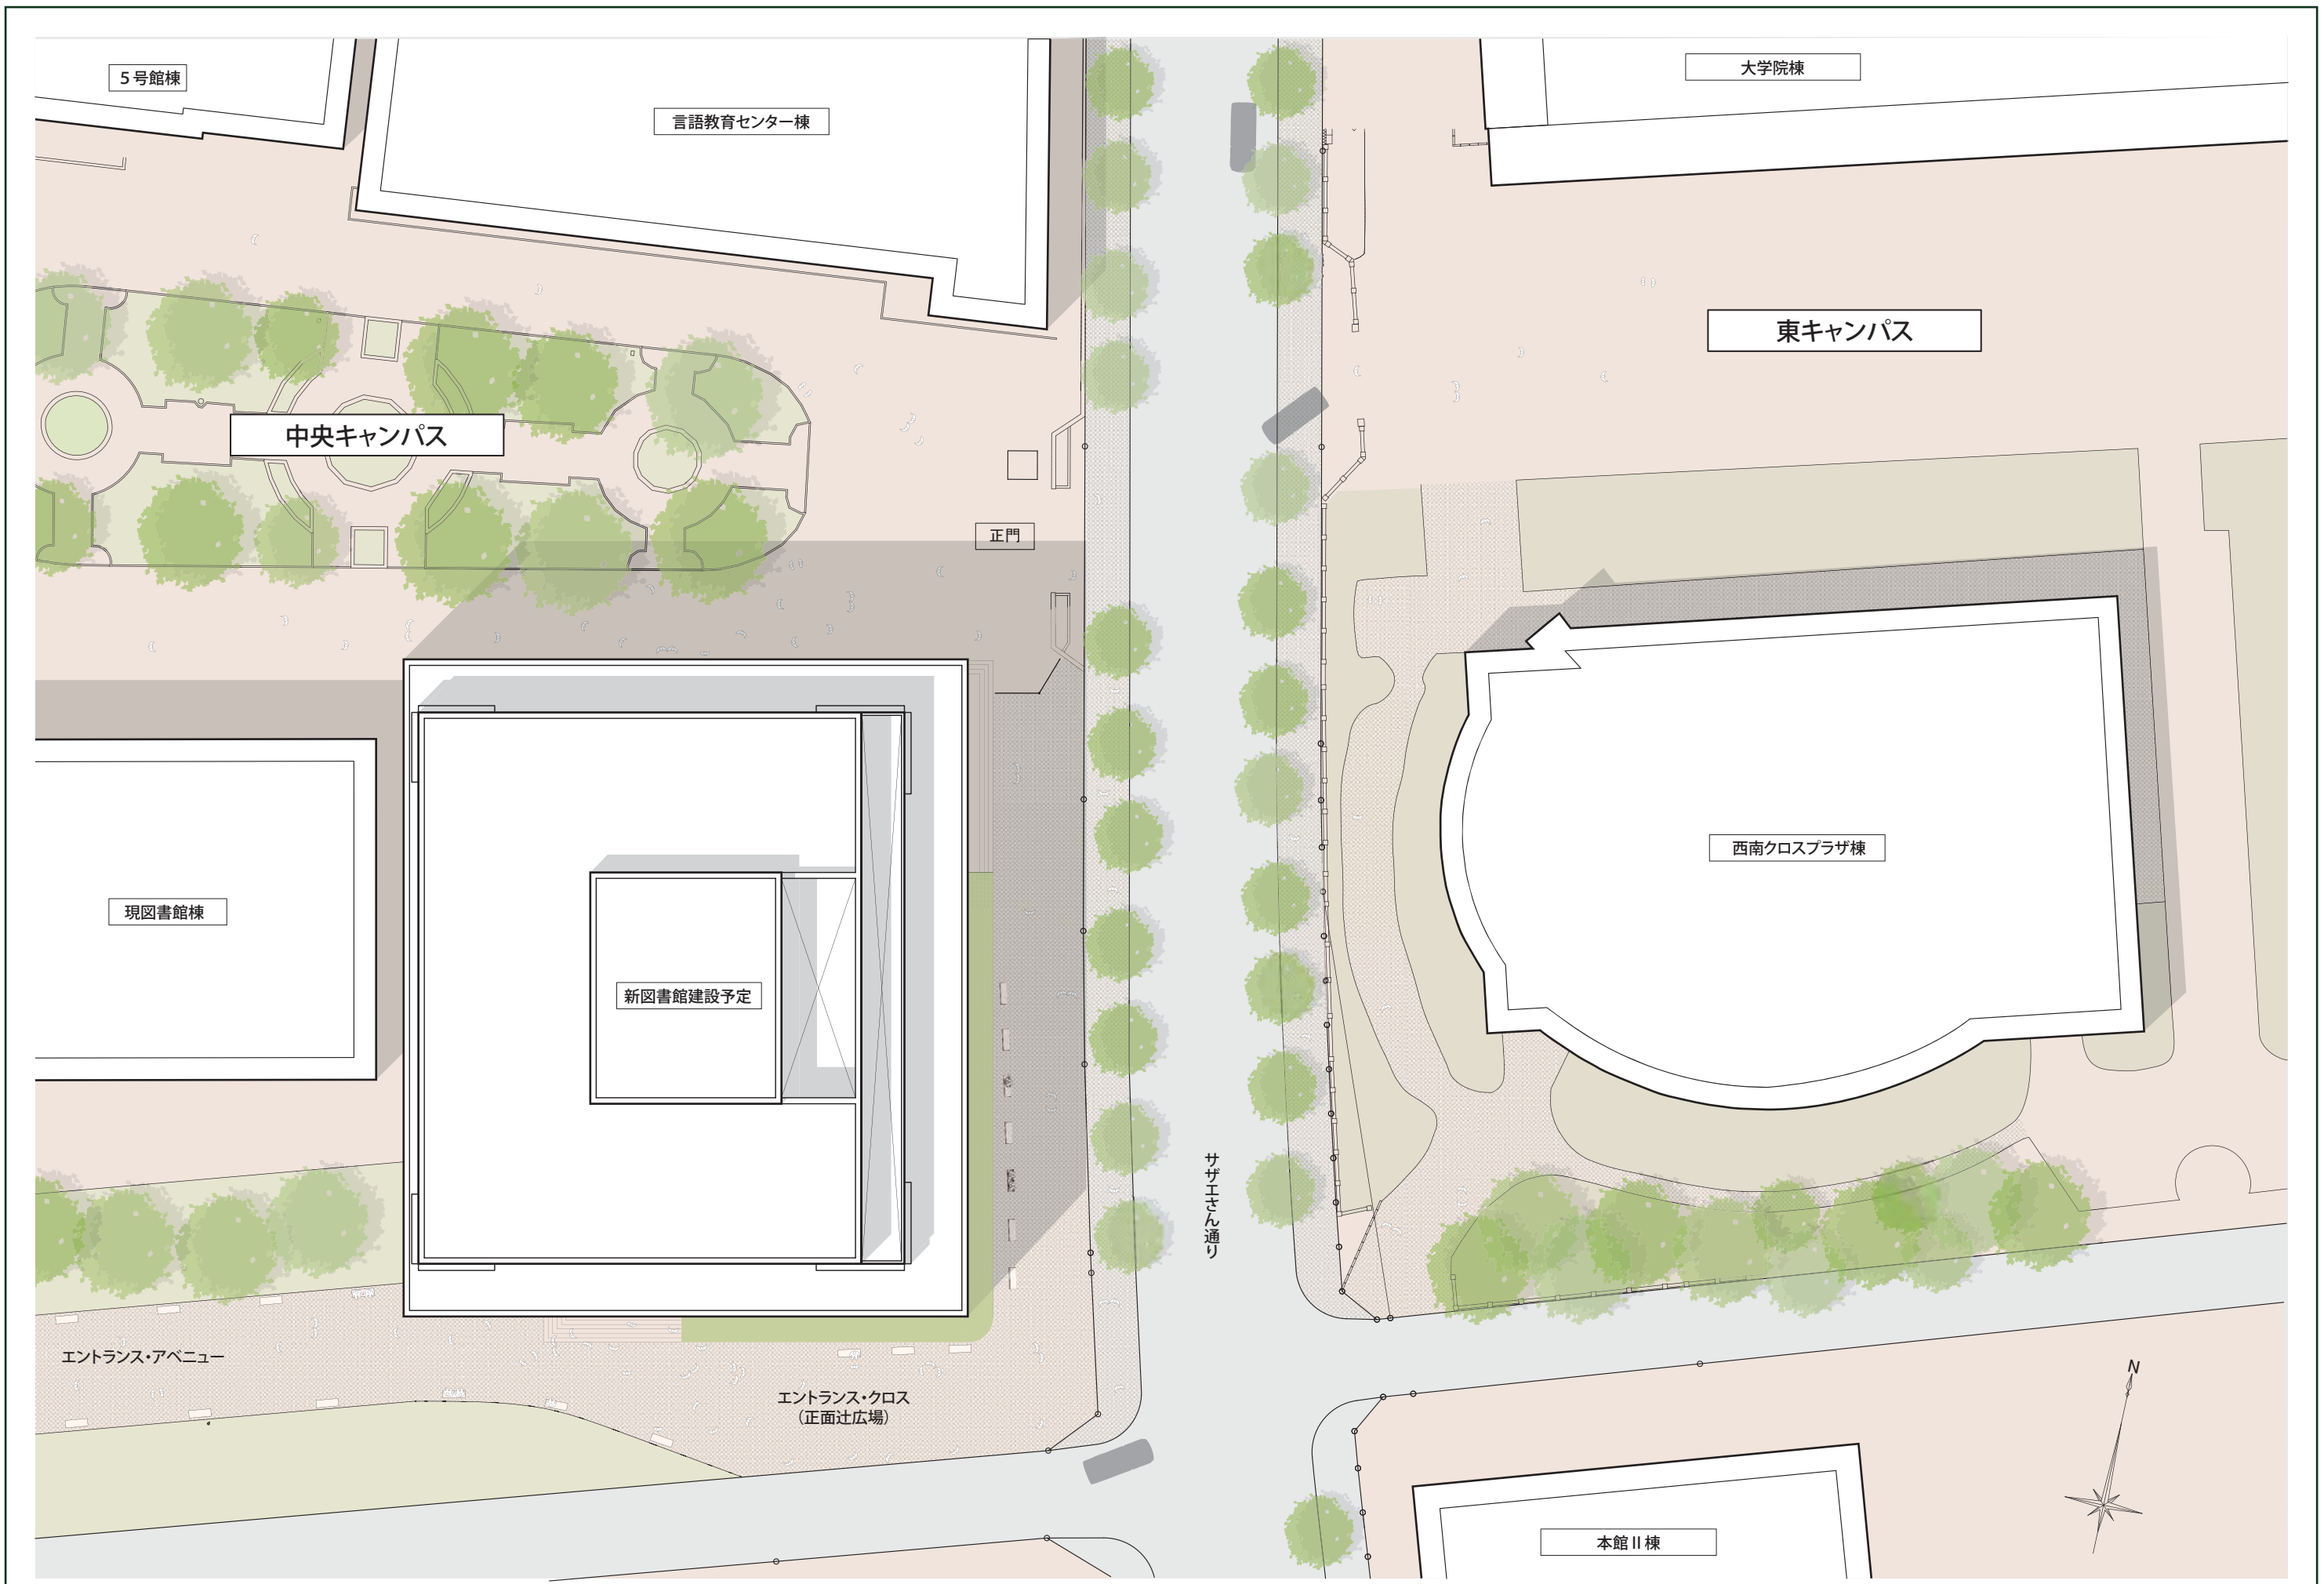 5号館棟
言語教育センター棟
大学院棟
東キャンパス
中央キャンパス
正門
西南クロスプラザ棟
現図書館棟
新図書館建設予定
サザエさん通り
エントランス・アベニュー
エントランス・クロス
(正面辻広場)
N
本館II棟